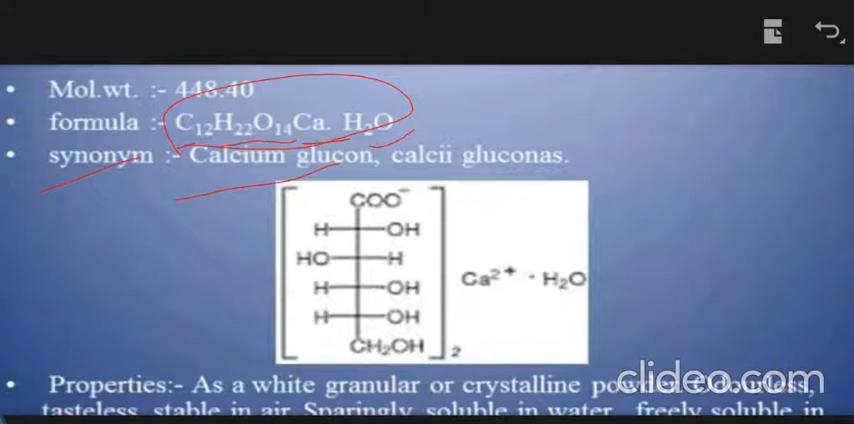 • Mol.wt. :- 448.40
• formula :- C₁₂H₂₂O₁₄Ca. H₂O
• synonym :- Calcium glucon, calcii gluconas.
COO⁻
H OH
HO H
H OH
H OH
CH₂OH
2
Ca²⁺ · H₂O
• Properties:- As a white granular or crystalline powder. Odourless,
tasteless, stable in air. Sparingly, soluble in water, freely soluble in
clideo.com